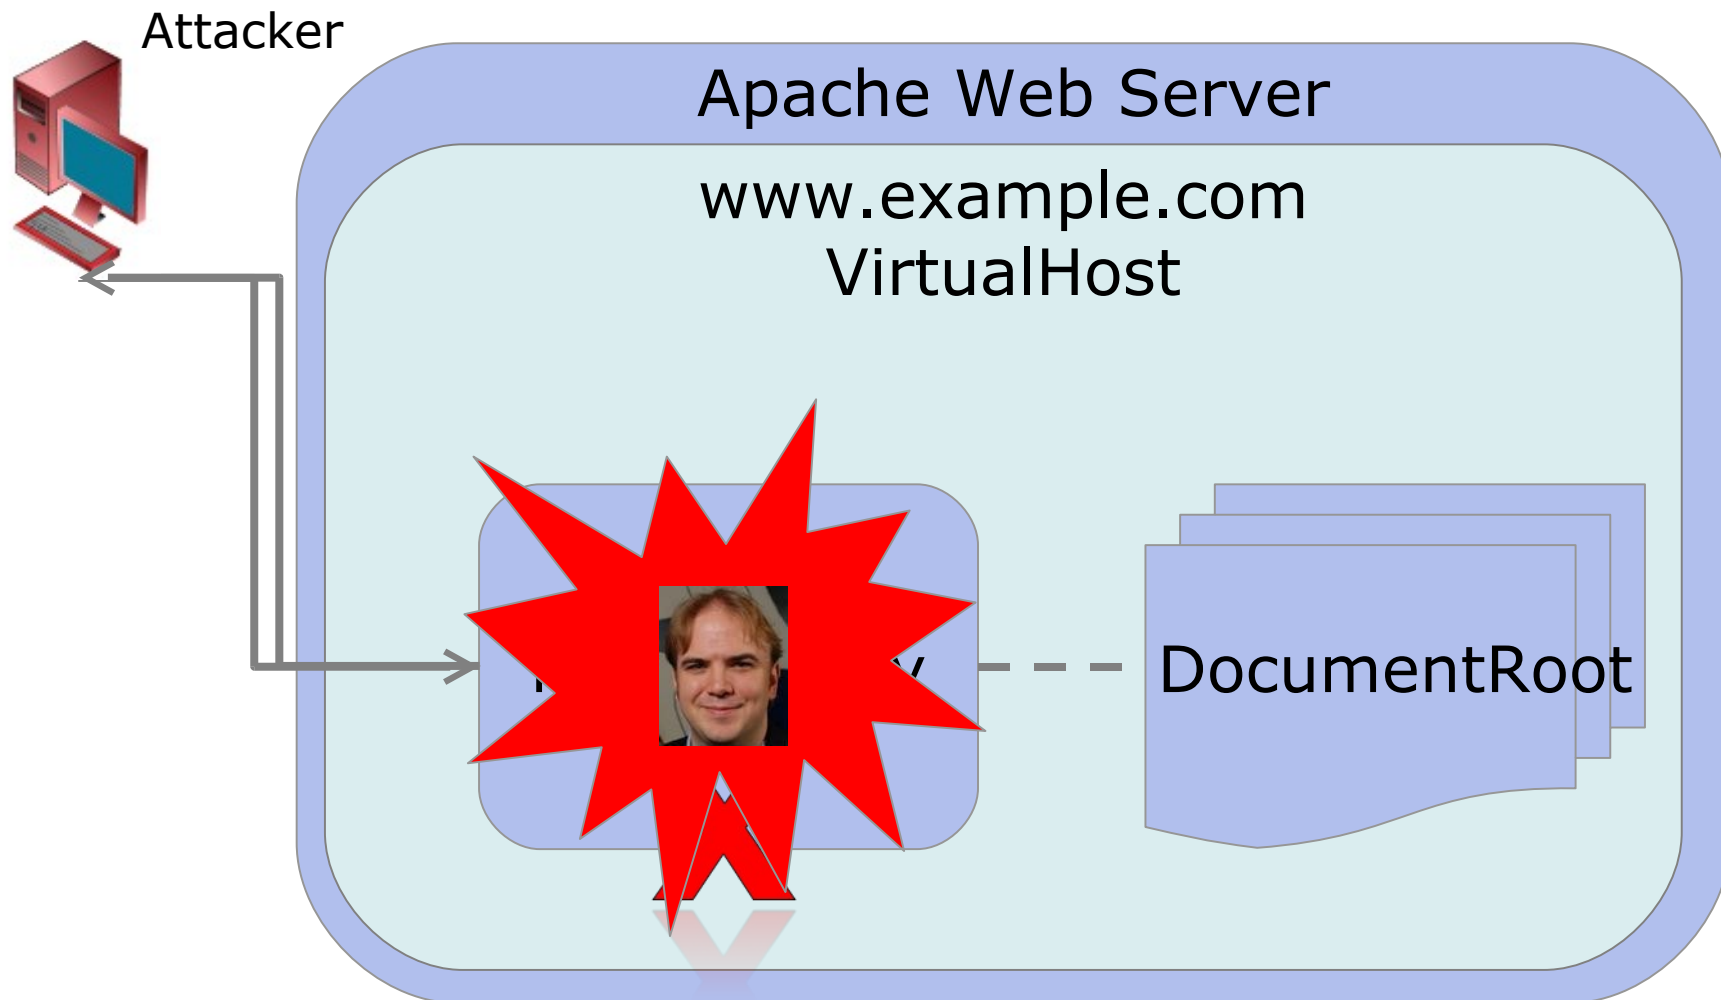 Attacker
Apache Web Server
www.example.com
VirtualHost
DocumentRoot